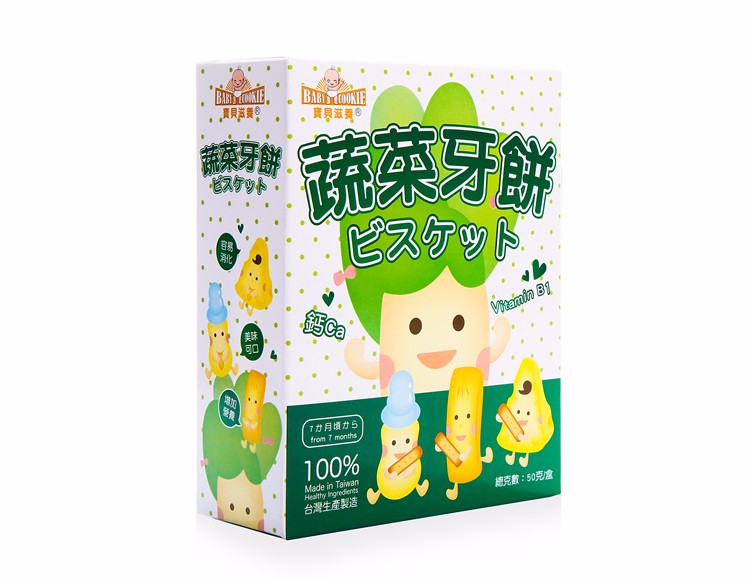 BABY COOKIE
寶貝滋養®
蔬菜牙餅
ビスケット
容易
消化
美味
可口
增加
營養
BABY COOKIE
寶貝滋養®
蔬菜牙餅
ビスケット
鈣Ca
Vitamin B1
7か月頃から
from 7 months
100%
Made in Taiwan
Healthy Ingredients
台灣生產製造
總克數：50克/盒